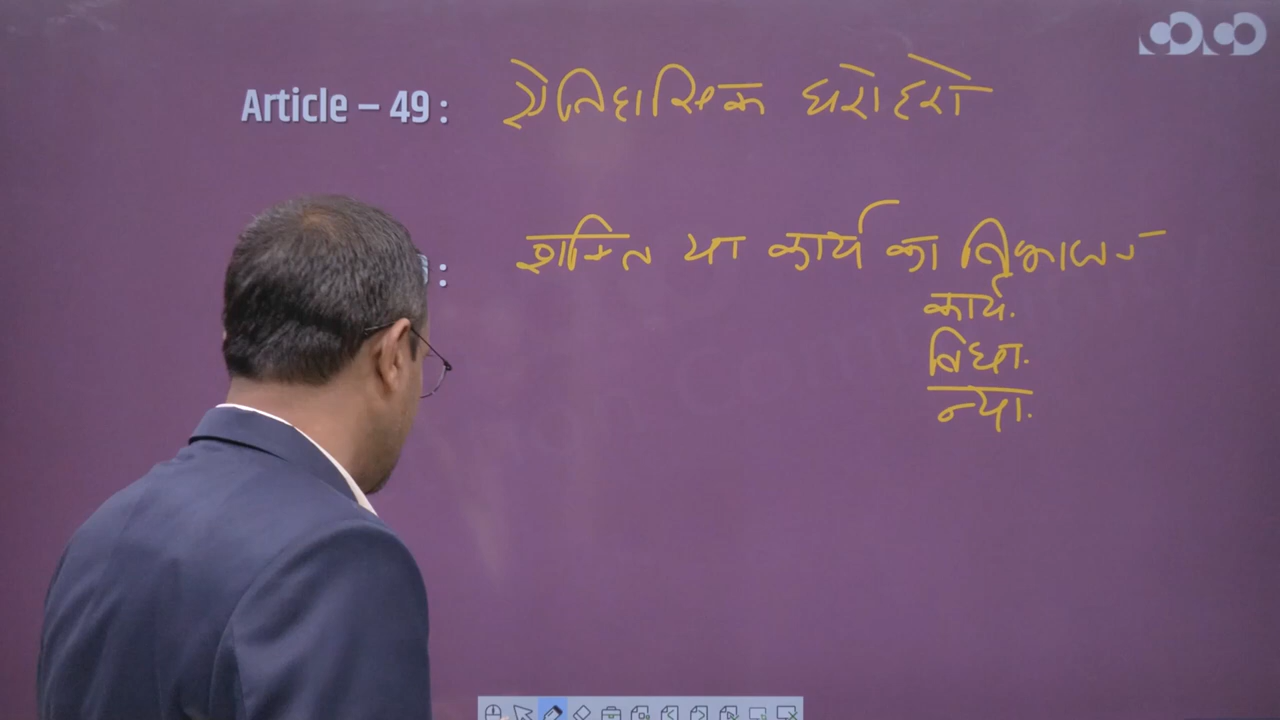 Article – 49 : ऐतिहासिक धरोहरो
: शक्ति या कार्य का विभाजन
कार्य.
विधा.
न्या.